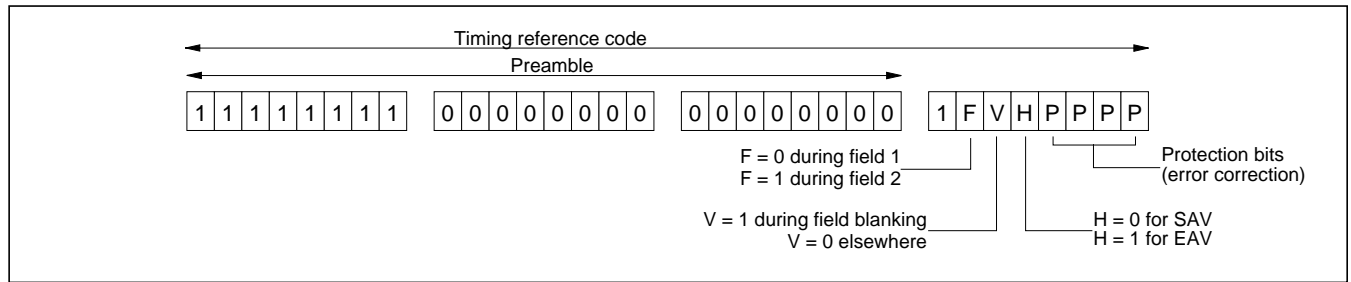 Timing reference code
Preamble
1 1 1 1 1 1 1 1 0 0 0 0 0 0 0 0 0 0 0 0 0 0 0 0 1 F V H P P P P
F = 0 during field 1
F = 1 during field 2
Protection bits
(error correction)
V = 1 during field blanking
V = 0 elsewhere
H = 0 for SAV
H = 1 for EAV